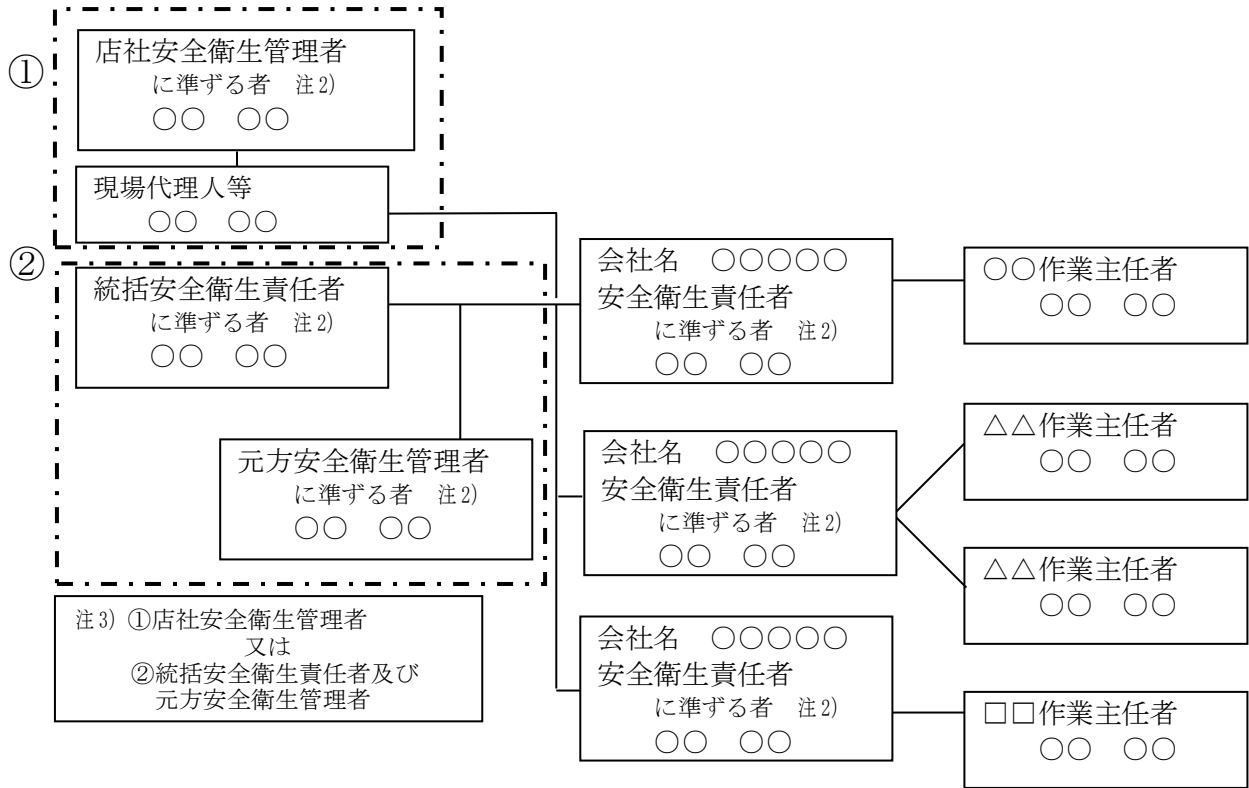 ①
店社安全衛生管理者
に準ずる者 注2)
○○ ○○
現場代理人等
○○ ○○
②
統括安全衛生責任者
に準ずる者 注2)
○○ ○○
元方安全衛生管理者
に準ずる者 注2)
○○ ○○
注3) ①店社安全衛生管理者
又は
②統括安全衛生責任者及び
元方安全衛生管理者
会社名 ○○○○○
安全衛生責任者
に準ずる者 注2)
○○ ○○
会社名 ○○○○○
安全衛生責任者
に準ずる者 注2)
○○ ○○
会社名 ○○○○○
安全衛生責任者
に準ずる者 注2)
○○ ○○
○○作業主任者
○○ ○○
△△作業主任者
○○ ○○
△△作業主任者
○○ ○○
□□作業主任者
○○ ○○